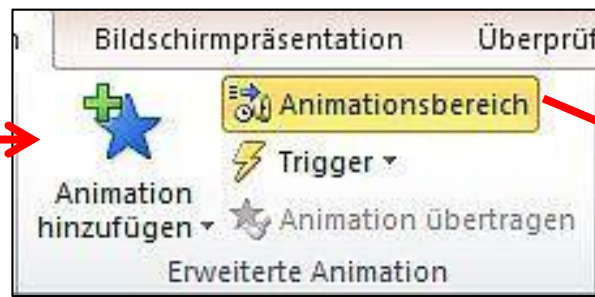 Bildschirmpräsentation Überprüf
Animationsbereich
Trigger
Animation
hinzufügen
Animation übertragen
Erweiterte Animation